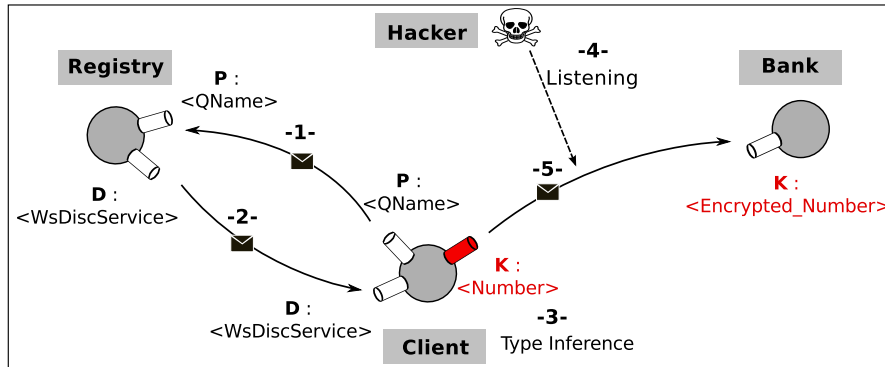 Hacker
-4-
Listening
Registry
Bank
P :
<QName>
-1-
-5-
P :
<QName>
D :
<WsDiscService>
-2-
K :
<Encrypted_Number>
K :
<Number>
D :
<WsDiscService>
-3-
Client
Type Inference